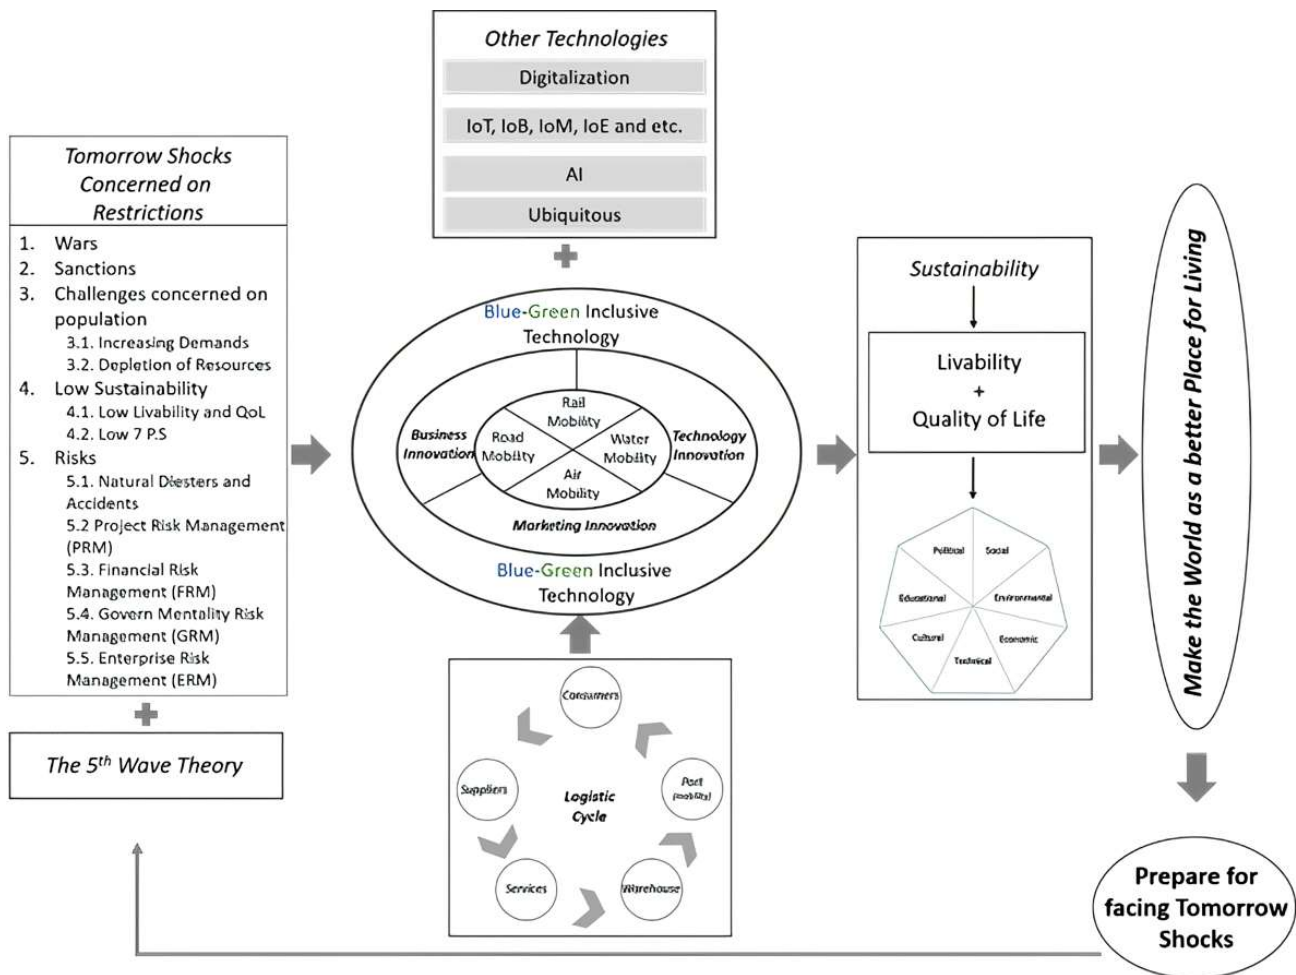 Other Technologies
Digitalization
IoT, IoB, IoM, IoE and etc.
AI
Ubiquitous
Tomorrow Shocks
Concerned on
Restrictions
1. Wars
2. Sanctions
3. Challenges concerned on
population
3.1. Increasing Demands
3.2. Depletion of Resources
4. Low Sustainability
4.1. Low Livability and QoL
4.2. Low 7 P.S
5. Risks
5.1. Natural Diesters and
Accidents
5.2 Project Risk Management
(PRM)
5.3. Financial Risk
Management (FRM)
5.4. Govern Mentality Risk
Management (GRM)
5.5. Enterprise Risk
Management (ERM)
The 5th Wave Theory
Blue-Green Inclusive
Technology
Business
Innovation
Technology
Innovation
Marketing Innovation
Rail
Mobility
Road
Mobility
Water
Mobility
Air
Mobility
Blue-Green Inclusive
Technology
Consumers
Suppliers
Services
Warehouse
(mobility)
Logistic
Cycle
Sustainability
Livability
+
Quality of Life
Political
Social
Educational
Environmental
Cultural
Economic
Technical
Make the World as a better Place for Living
Prepare for
facing Tomorrow
Shocks